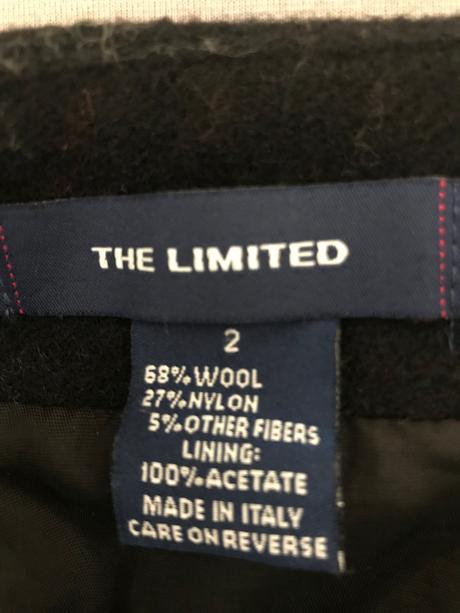 THE LIMITED
2
68% WOOL
27% NYLON
5% OTHER FIBERS
LINING:
100% ACETATE
MADE IN ITALY
CARE ON REVERSE